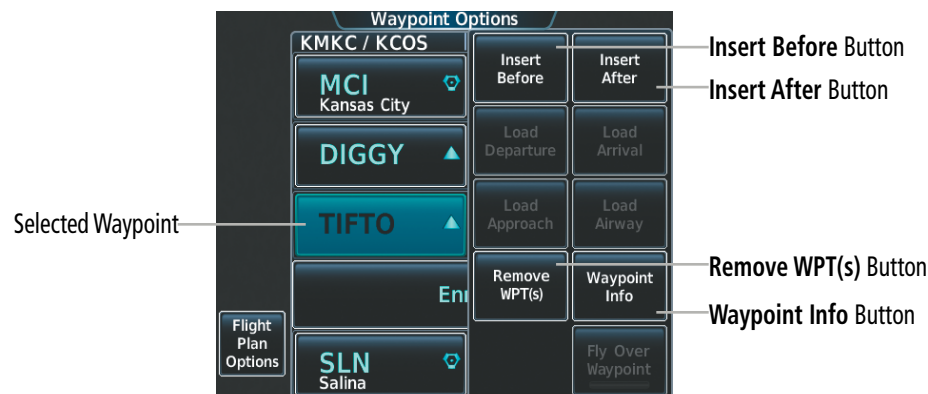 Waypoint Options
KMKC / KCOS
MCI
Kansas City
DIGGY
TIFTO
Enr
SLN
Salina
Flight
Plan
Options
Insert
Before
Insert
After
Load
Departure
Load
Arrival
Load
Approach
Load
Airway
Remove
WPT(s)
Waypoint
Info
Fly Over
Waypoint
Selected Waypoint
Insert Before Button
Insert After Button
Remove WPT(s) Button
Waypoint Info Button